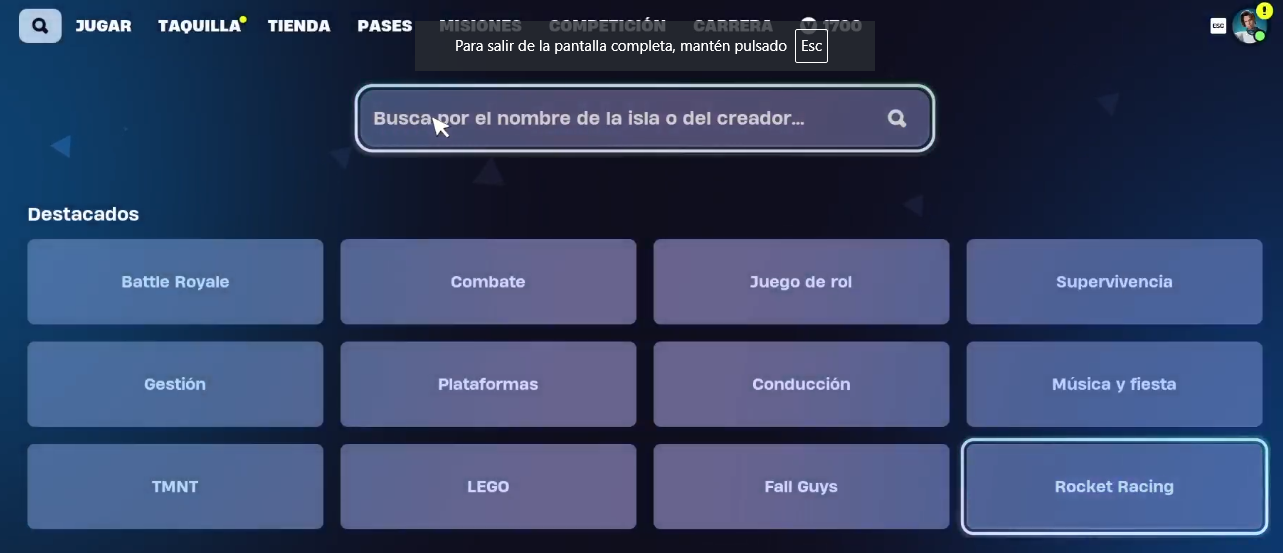 JUGAR TAQUILLA TIENDA PASES MISIONES COMPETICIÓN CARRERA 1700 ESC !
Para salir de la pantalla completa, mantén pulsado Esc
Busca por el nombre de la isla o del creador...
Destacados
Battle Royale Combate Juego de rol Supervivencia
Gestión Plataformas Conducción Música y fiesta
TMNT LEGO Fall Guys Rocket Racing